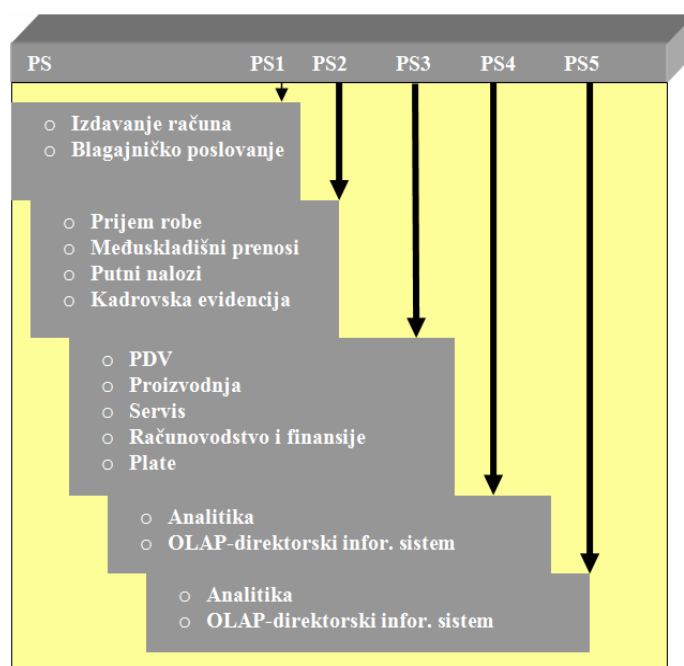 PS PS1 PS2 PS3 PS4 PS5
o Izdavanje računa
o Blagajničko poslovanje
o Prijem robe
o Međuskladišni prenosi
o Putni nalozi
o Kadrovska evidencija
o PDV
o Proizvodnja
o Servis
o Računovodstvo i finansije
o Plate
o Analitika
o OLAP-direktorski infor. sistem
o Analitika
o OLAP-direktorski infor. sistem